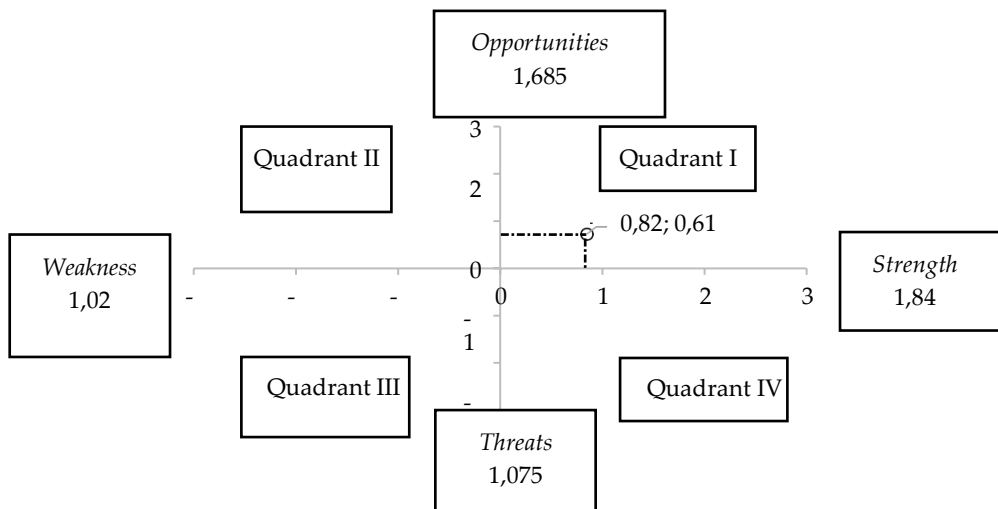 Opportunities
1,685
3
Quadrant II
Quadrant I
2
0,82; 0,61
Weakness
1,02
0
Strength
1,84
-
-
-
0
1
2
3
-
1
Quadrant III
Quadrant IV
-
Threats
1,075